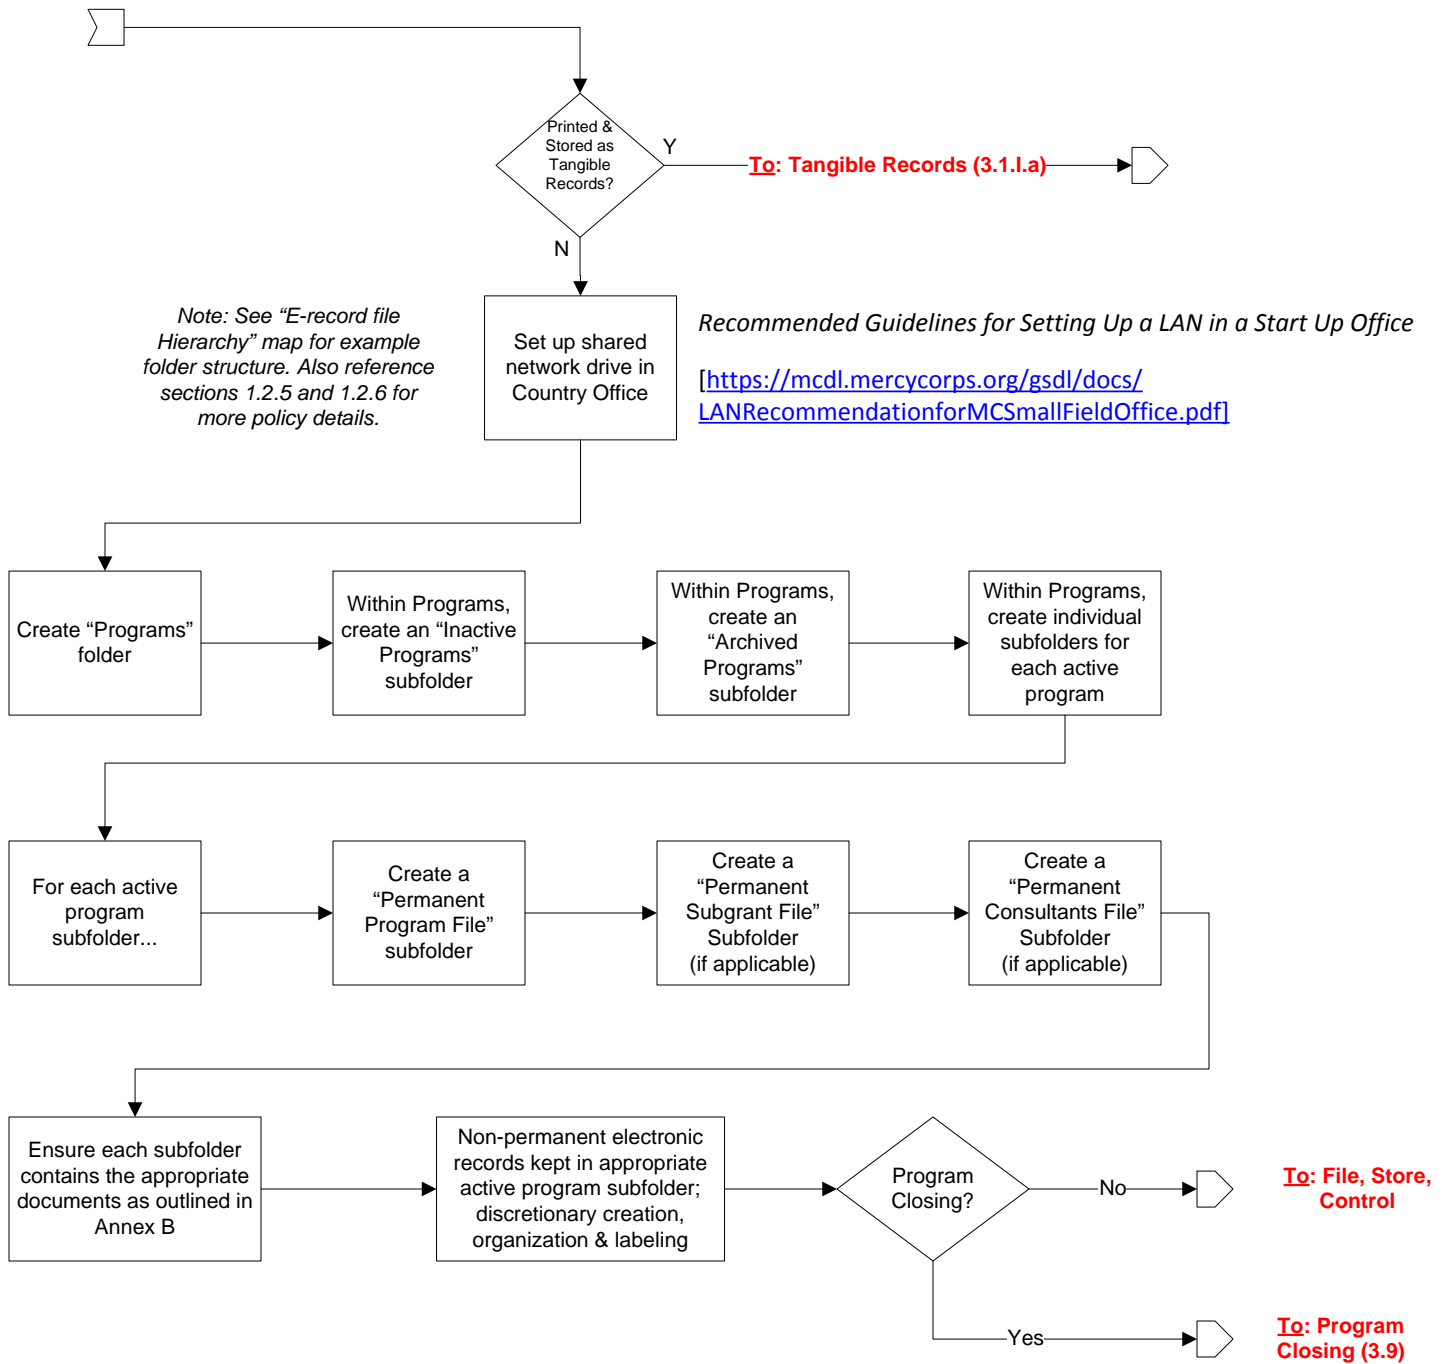 Printed &
Stored as
Tangible
Records?
Y
To: Tangible Records (3.1.I.a)
N
Note: See “E-record file
Hierarchy” map for example
folder structure. Also reference
sections 1.2.5 and 1.2.6 for
more policy details.
Set up shared
network drive in
Country Office
Recommended Guidelines for Setting Up a LAN in a Start Up Office
[https://mcdl.mercycorps.org/gsdl/docs/
LANRecommendationforMCSmallFieldOffice.pdf]
Create “Programs”
folder
Within Programs,
create an “Inactive
Programs”
subfolder
Within Programs,
create an
“Archived
Programs”
subfolder
Within Programs,
create individual
subfolders for
each active
program
For each active
program
subfolder...
Create a
“Permanent
Program File”
subfolder
Create a
“Permanent
Subgrant File”
Subfolder
(if applicable)
Create a
“Permanent
Consultants File”
Subfolder
(if applicable)
Ensure each subfolder
contains the appropriate
documents as outlined in
Annex B
Non-permanent electronic
records kept in appropriate
active program subfolder;
discretionary creation,
organization & labeling
Program
Closing?
No
To: File, Store,
Control
Yes
To: Program
Closing (3.9)